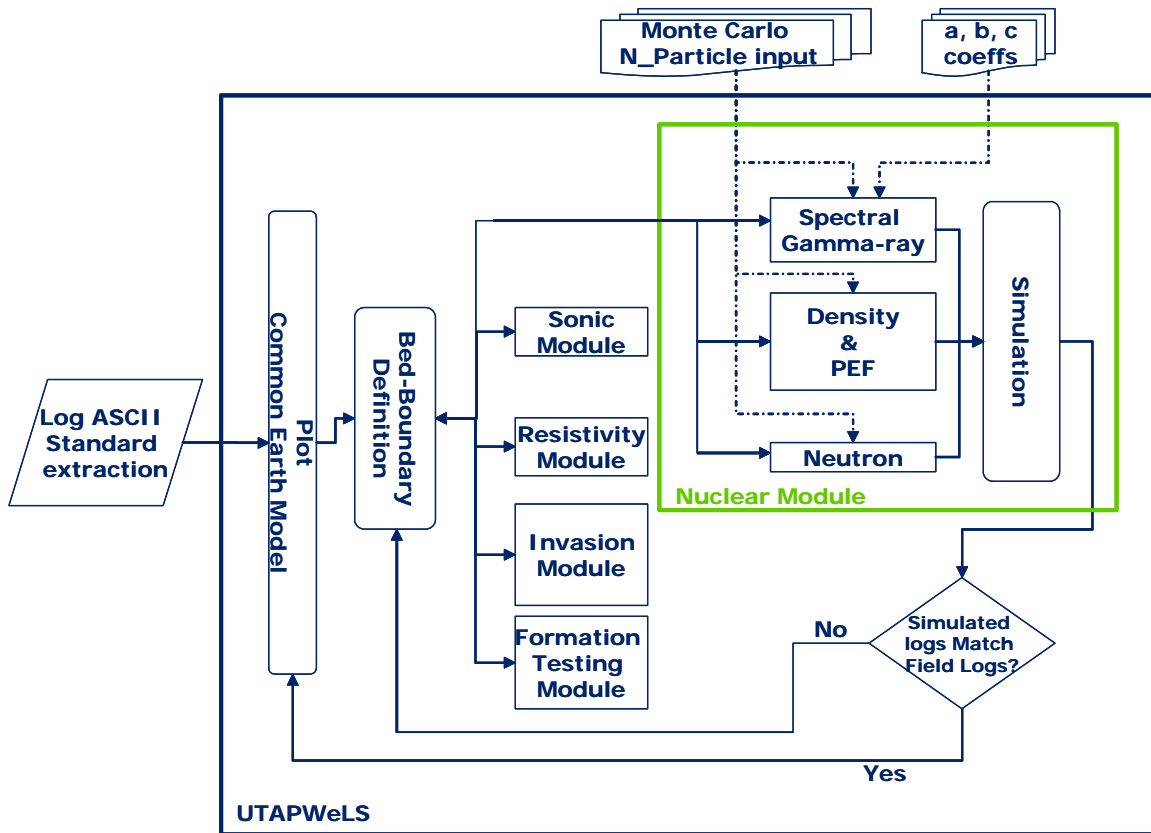 Monte Carlo
N_Particle input
a, b, c
coeffs
Log ASCII
Standard
extraction
Plot
Common Earth Model
Bed-Boundary
Definition
Sonic
Module
Resistivity
Module
Invasion
Module
Formation
Testing
Module
Spectral
Gamma-ray
Density
&
PEF
Neutron
Simulation
Nuclear Module
Simulated
logs Match
Field Logs?
No
Yes
UTAPWeLS